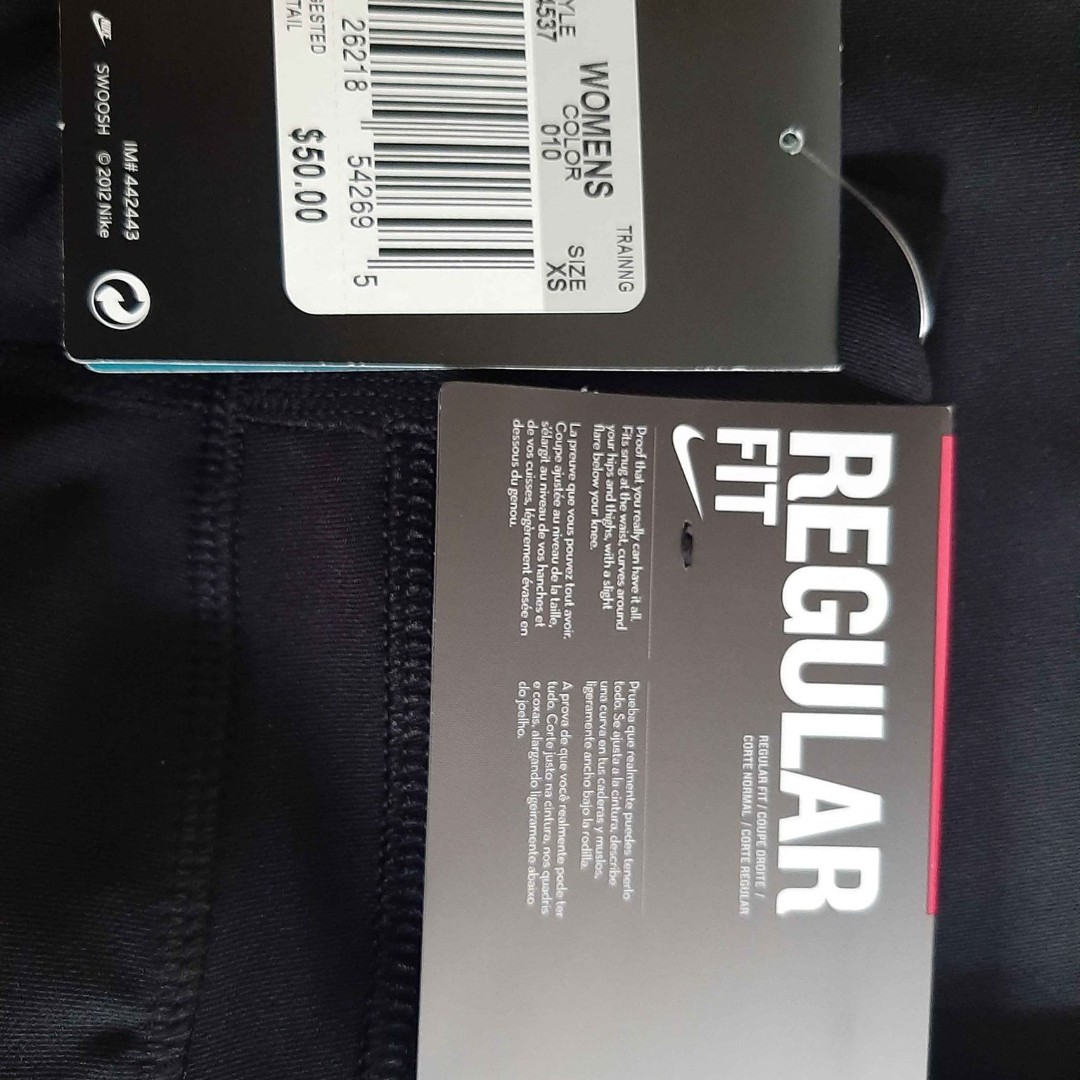 TRAINNG
WOMENS
YLE COLOR SIZE
4537 010 XS
26218 54269 5
GESTED
TAIL
$50.00
IM# 442443
SWOOSH © 2012 Nike
REGULAR
FIT
REGULAR FIT / COUPE DROITE /
CORTE NORMAL / CORTE REGULAR
Proof that you really can have it all.
Fits snug at the waist, curves around
your hips and thighs, with a slight
flare below your knee.
La preuve que vous pouvez tout avoir.
Coupe ajustée au niveau de la taille,
s'élargit au niveau de vos hanches et
de vos cuisses, légèrement évasée en
dessous du genou.
Prueba que realmente puedes tenerlo
todo. Se ajusta a la cintura, describe
una curva en tus caderas y muslos,
ligeramente ancho bajo la rodilla.
A prova de que você realmente pode ter
tudo. Corte justo na cintura, nos quadris
e coxas, alargando ligeiramente abaixo
do joelho.